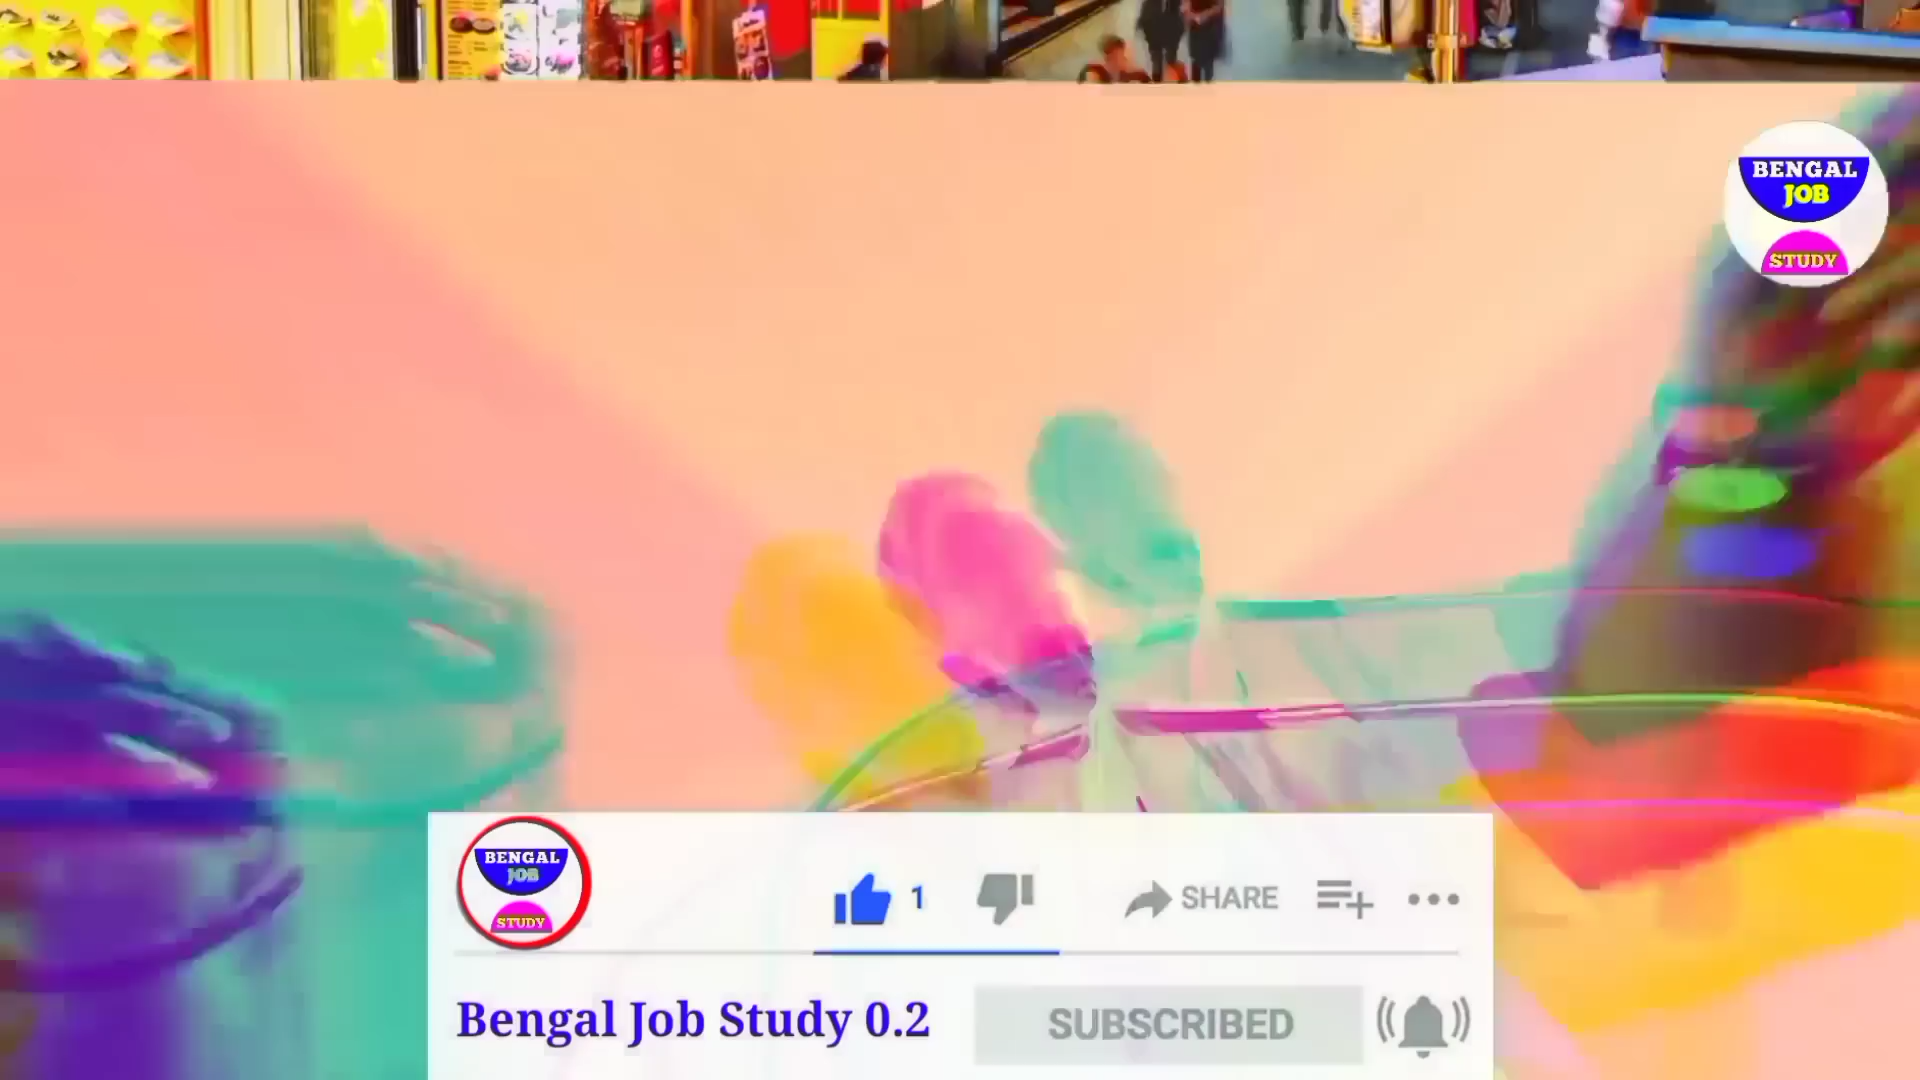 BENGAL
JOB
STUDY
BENGAL
JOB
STUDY
1
SHARE
Bengal Job Study 0.2
SUBSCRIBED